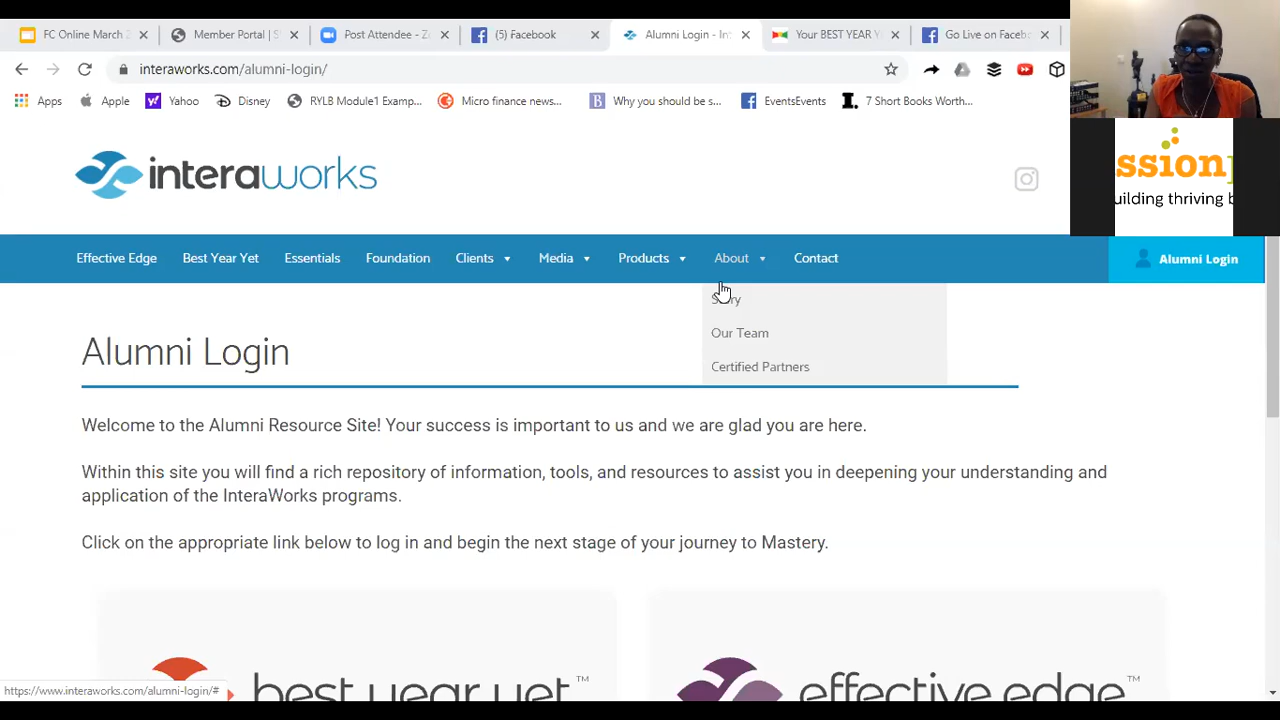 FC Online March 2
Member Portal | S
Post Attendee - Z
(5) Facebook
Alumni Login - Int
Your BEST YEAR Y
Go Live on Facebo
interaworks.com/alumni-login/
Apps
Apple
Yahoo
Disney
RYLB Module1 Examp...
Micro finance news...
Why you should be s...
EventsEvents
7 Short Books Worth...
interaworks
ssion
uilding thriving b
Effective Edge
Best Year Yet
Essentials
Foundation
Clients
Media
Products
About
Contact
Alumni Login
Story
Our Team
Certified Partners
Alumni Login
Welcome to the Alumni Resource Site! Your success is important to us and we are glad you are here.
Within this site you will find a rich repository of information, tools, and resources to assist you in deepening your understanding and
application of the InteraWorks programs.
Click on the appropriate link below to log in and begin the next stage of your journey to Mastery.
best year yet™
effective edge™
https://www.interaworks.com/alumni-login/#